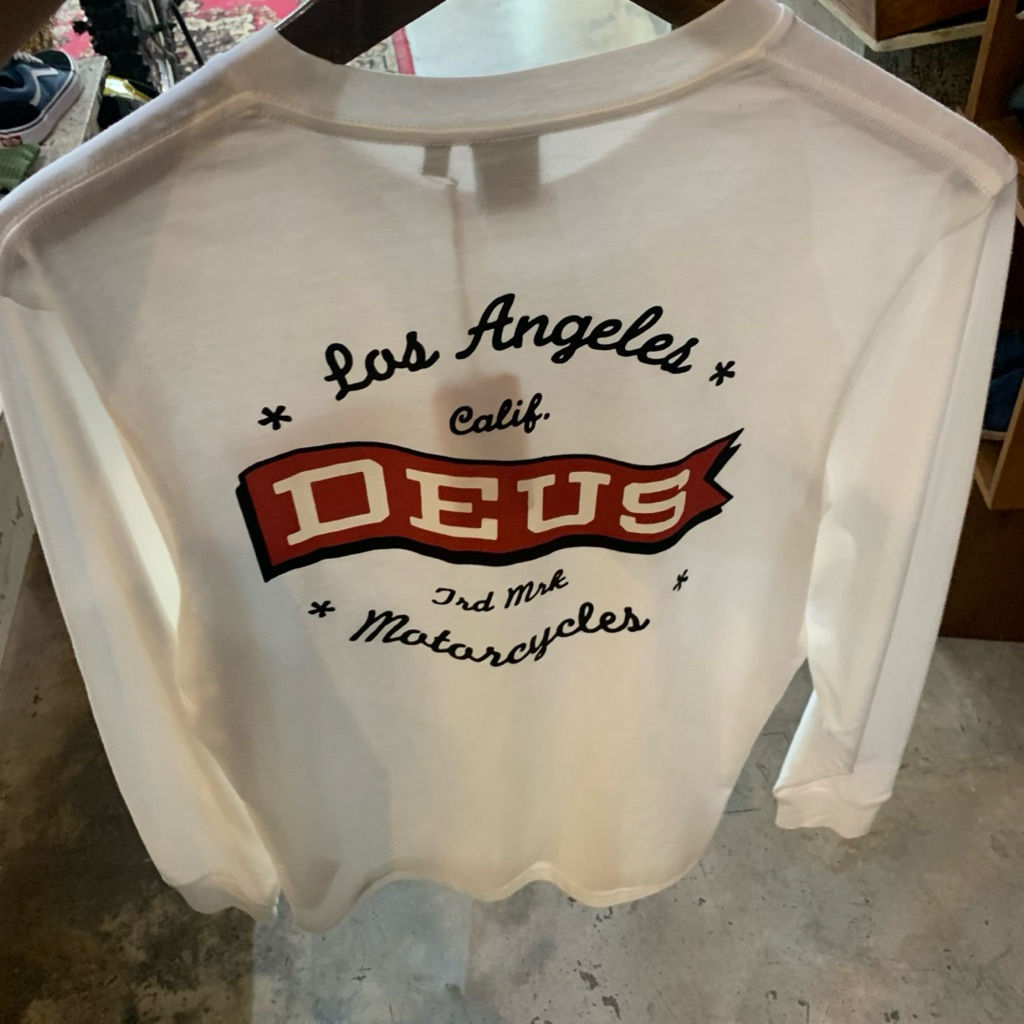 Los Angeles *
* Calif.
DEUS
Trd Mrk *
* Motorcycles